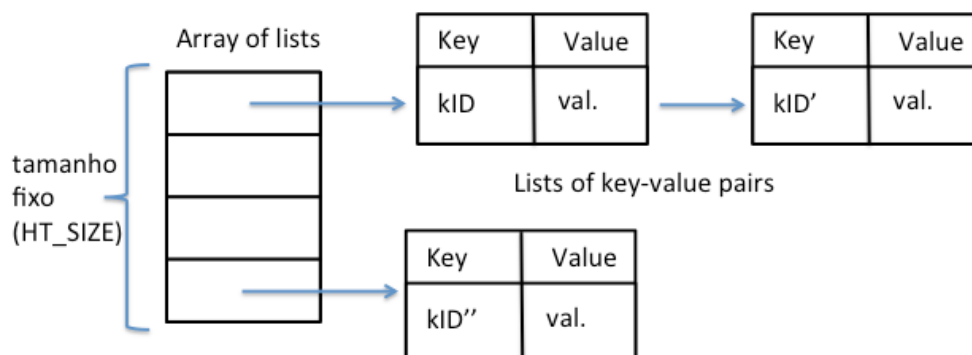 Array of lists
Key Value
kID val.
Key Value
kID’ val.
tamanho
fixo
(HT_SIZE)
Lists of key-value pairs
Key Value
kID’’ val.